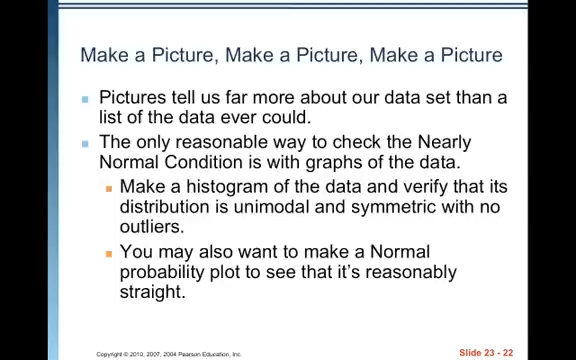 Make a Picture, Make a Picture, Make a Picture
Pictures tell us far more about our data set than a
list of the data ever could.
The only reasonable way to check the Nearly
Normal Condition is with graphs of the data.
Make a histogram of the data and verify that its
distribution is unimodal and symmetric with no
outliers.
You may also want to make a Normal
probability plot to see that it's reasonably
straight.
Copyright © 2010, 2007, 2004 Pearson Education, Inc.
Slide 23 - 22